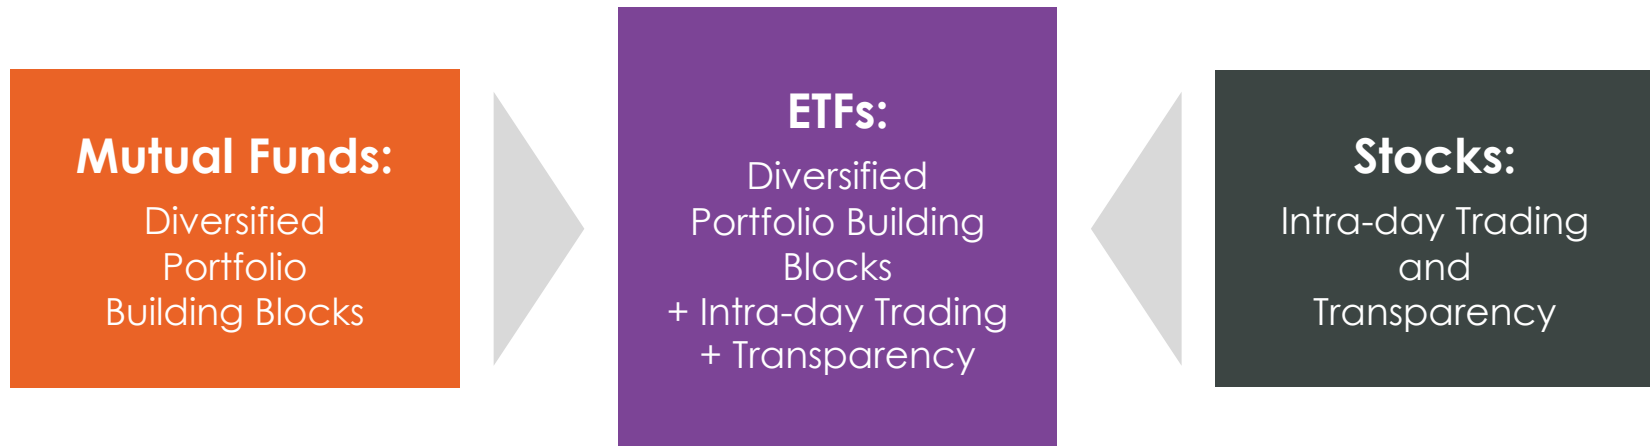 Mutual Funds:
Diversified
Portfolio
Building Blocks
ETFs:
Diversified
Portfolio Building
Blocks
+ Intra-day Trading
+ Transparency
Stocks:
Intra-day Trading
and
Transparency